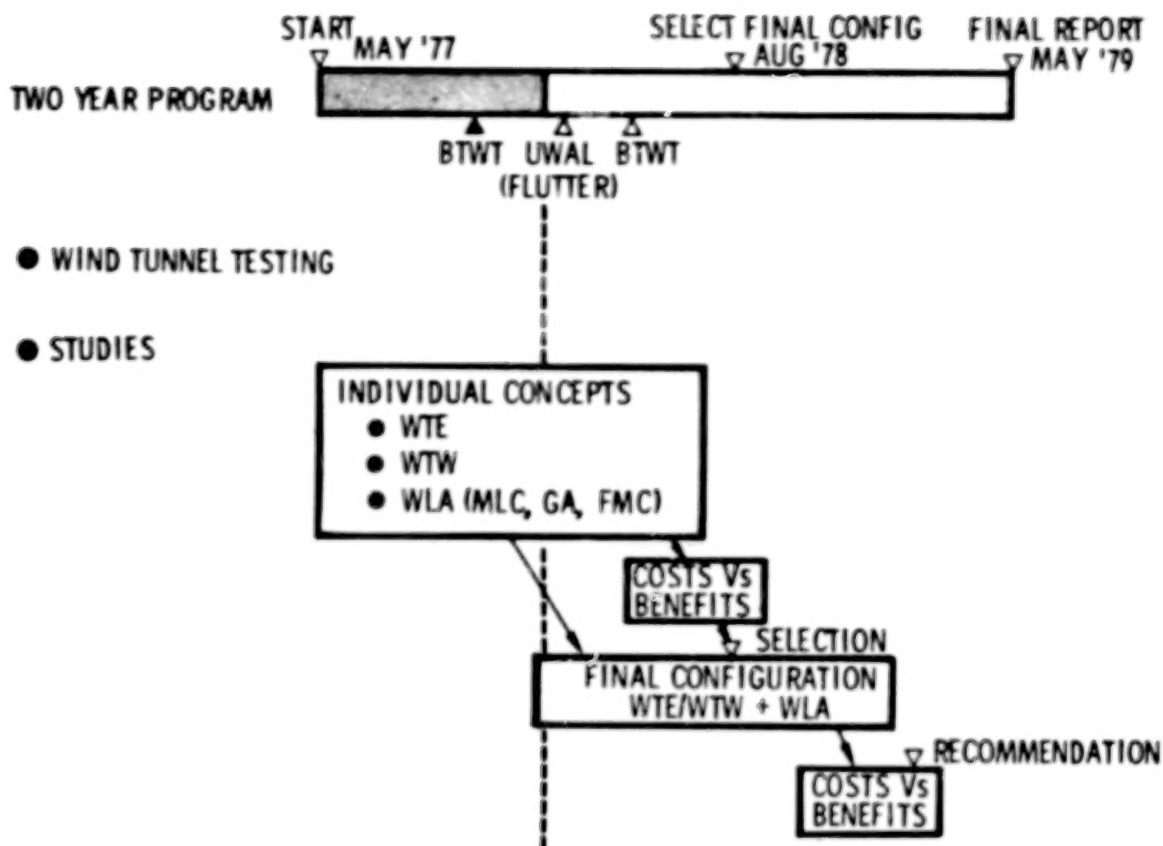 START
MAY '77
SELECT FINAL CONFIG
AUG '78
FINAL REPORT
MAY '79
TWO YEAR PROGRAM
BTWT UWAL BTWT
(FLUTTER)
● WIND TUNNEL TESTING
● STUDIES
INDIVIDUAL CONCEPTS
● WTE
● WTW
● WLA (MLC, GA, FMC)
COSTS Vs
BENEFITS
SELECTION
FINAL CONFIGURATION
WTE/WTW + WLA
RECOMMENDATION
COSTS Vs
BENEFITS